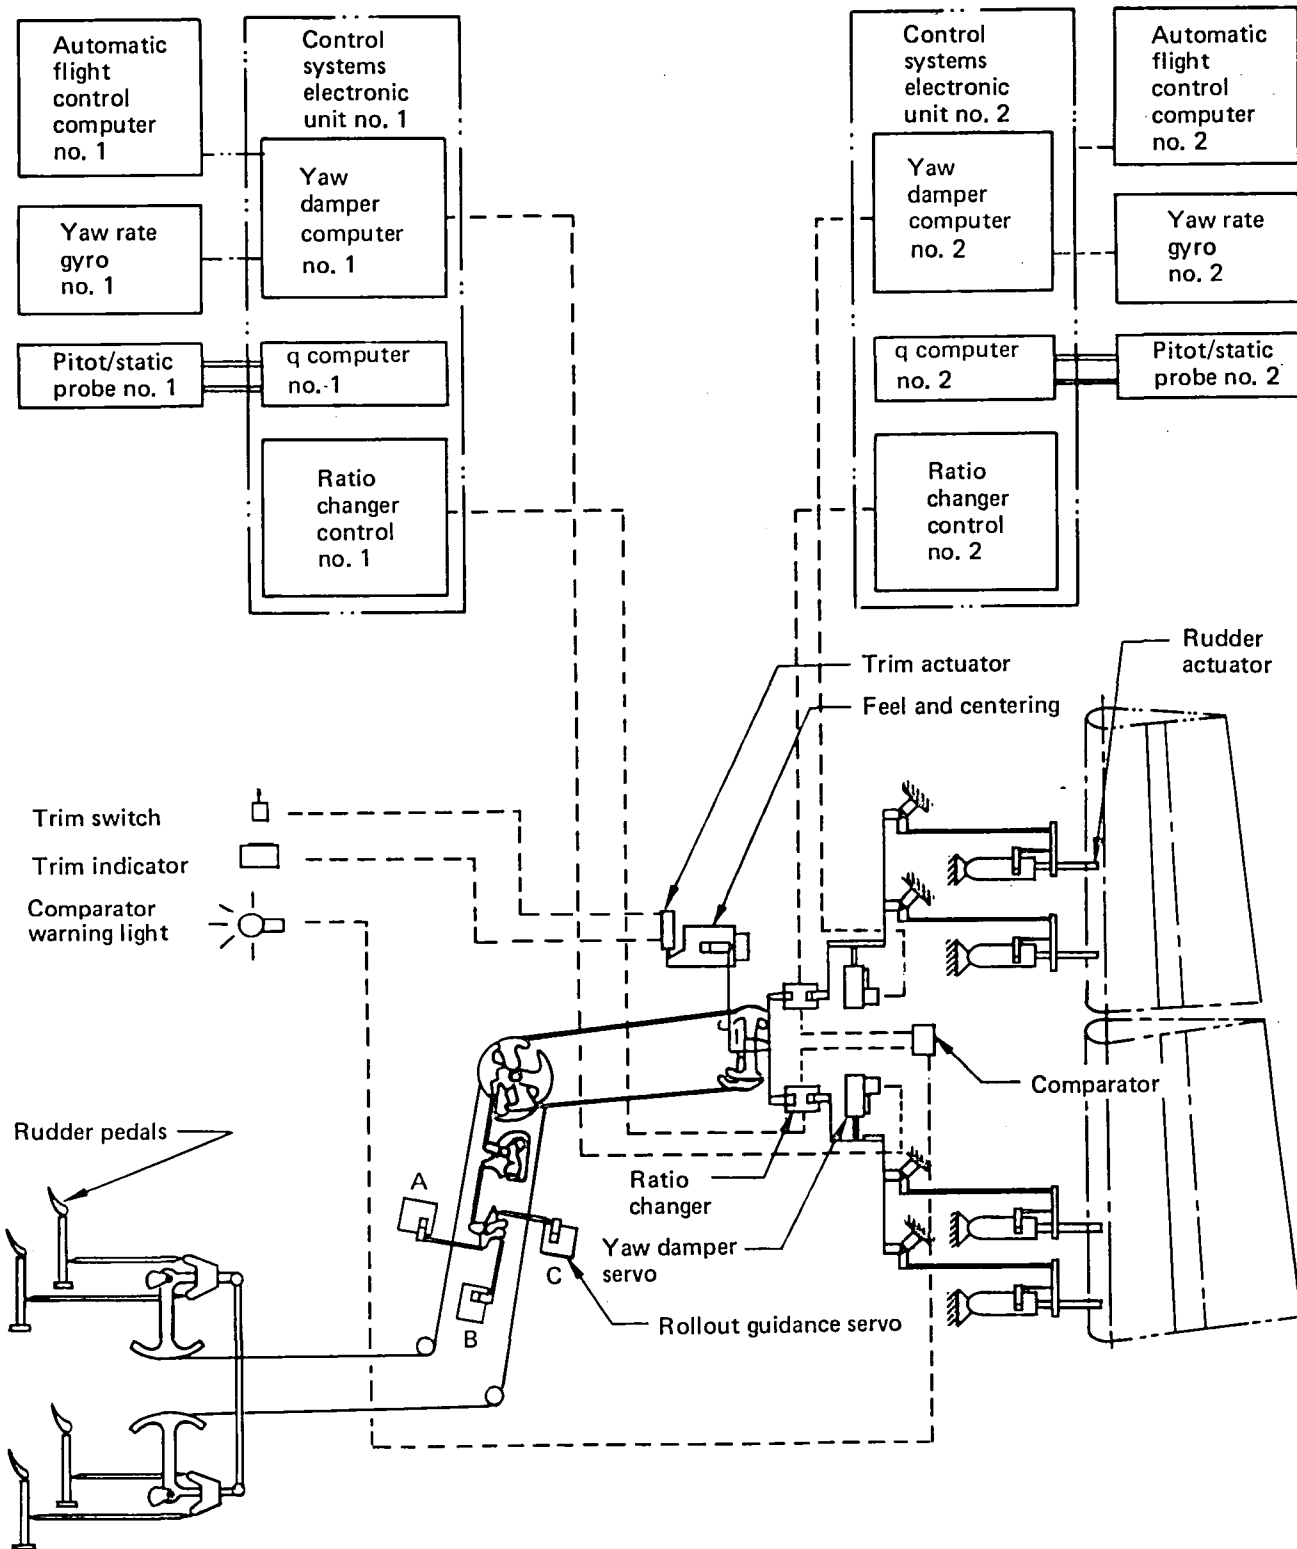 Automatic
flight
control
computer
no. 1
Control
systems
electronic
unit no. 1
Yaw
damper
computer
no. 1
Yaw rate
gyro
no. 1
Pitot/static
probe no. 1
q computer
no. 1
Ratio
changer
control
no. 1
Control
systems
electronic
unit no. 2
Automatic
flight
control
computer
no. 2
Yaw
damper
computer
no. 2
Yaw rate
gyro
no. 2
q computer
no. 2
Pitot/static
probe no. 2
Ratio
changer
control
no. 2
Rudder
actuator
Trim actuator
Feel and centering
Trim switch
Trim indicator
Comparator
warning light
Comparator
Rudder pedals
Ratio
changer
A
Yaw damper
servo
C
B
Rollout guidance servo